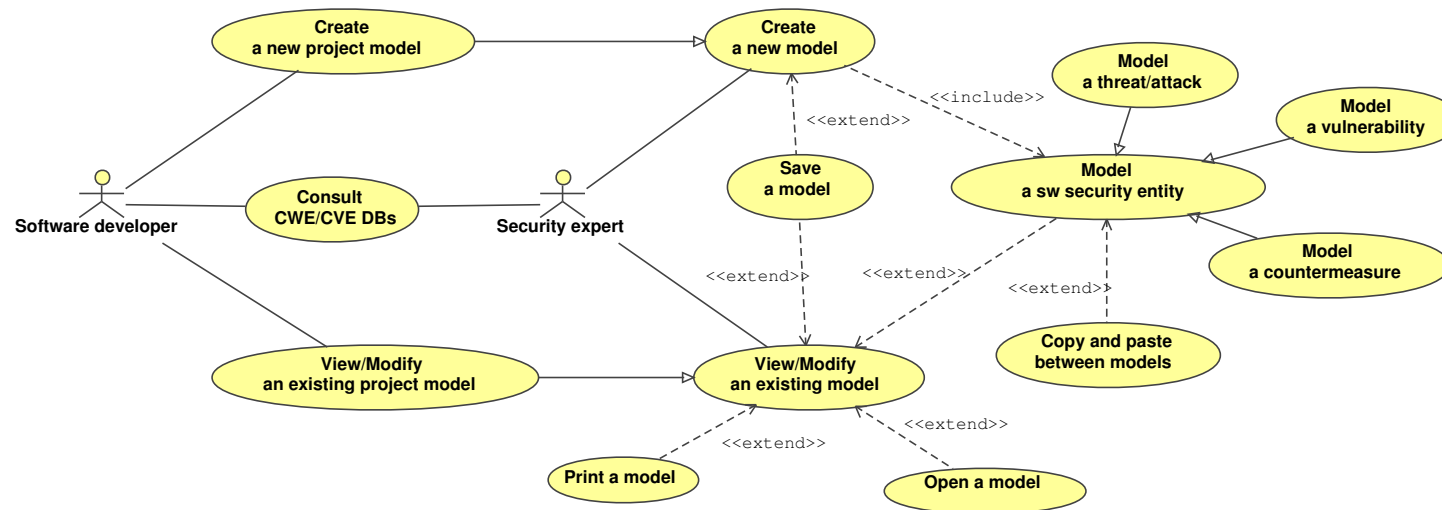 Create
a new project model
Create
a new model
Model
a threat/attack
<<include>>
Model
a vulnerability
<<extend>>
Save
a model
Model
a sw security entity
Consult
CWE/CVE DBs
Software developer
Security expert
Model
a countermeasure
<<extend>>
<<extend>>
<<extend>>
Copy and paste
between models
View/Modify
an existing project model
View/Modify
an existing model
<<extend>>
<<extend>>
Print a model
Open a model